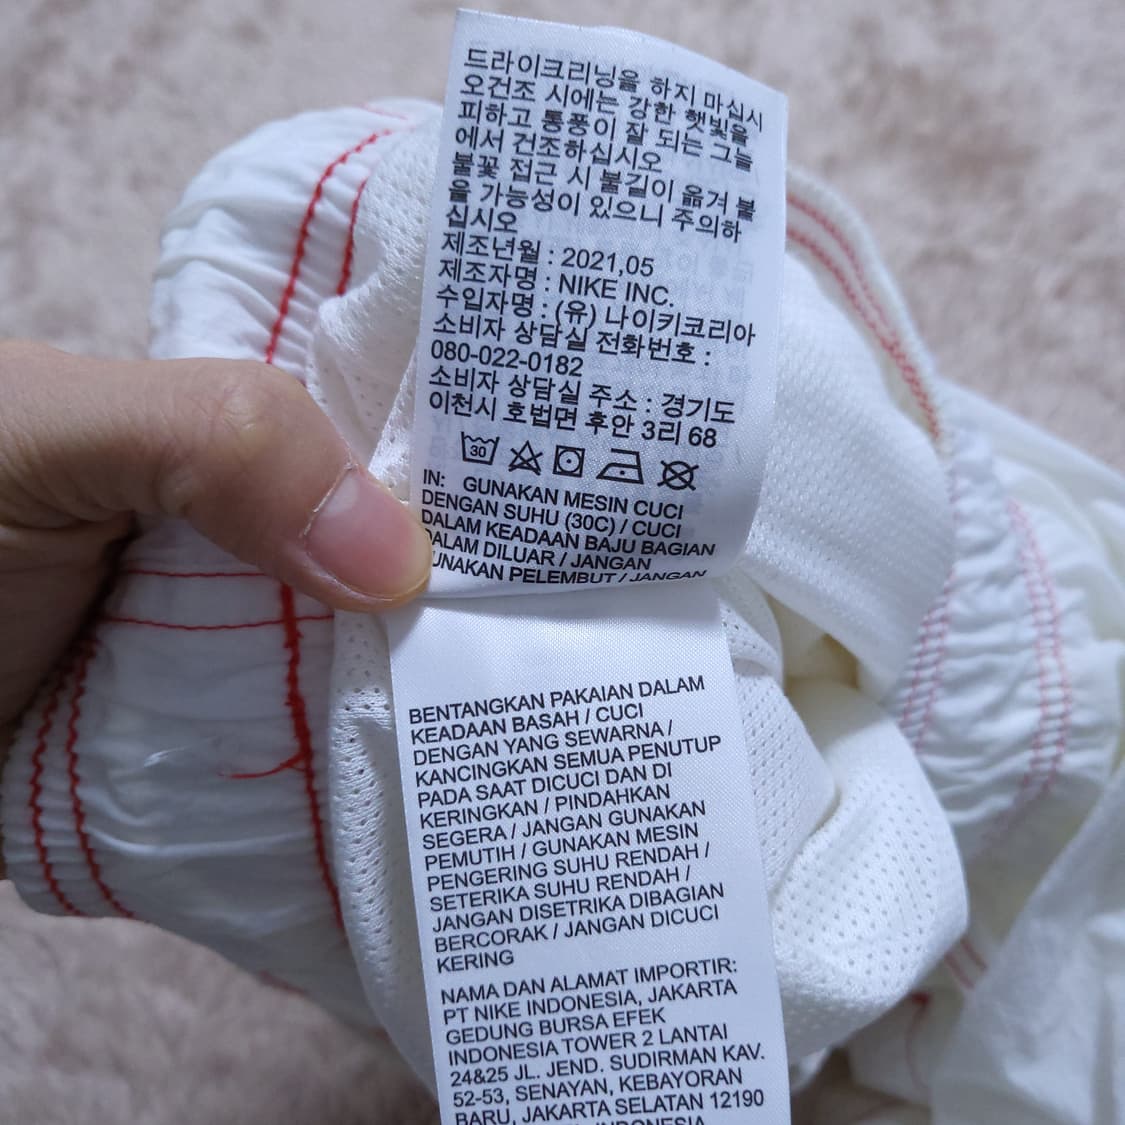 드라이크리닝을 하지 마십시
오건조 시에는 강한 햇빛을
피하고 통풍이 잘 되는 그늘
에서 건조하십시오
불꽃 접근 시 불길이 옮겨 붙
을 가능성이 있으니 주의하
십시오
제조년월 : 2021,05
제조자명 : NIKE INC.
수입자명 : (유) 나이키코리아
소비자 상담실 전화번호 :
080-022-0182
소비자 상담실 주소 : 경기도
이천시 호법면 후안 3리 68
30
IN: GUNAKAN MESIN CUCI
DENGAN SUHU (30C) / CUCI
DALAM KEADAAN BAJU BAGIAN
DALAM DILUAR / JANGAN
UNAKAN PELEMBUT / JANGAN
BENTANGKAN PAKAIAN DALAM
KEADAAN BASAH / CUCI
DENGAN YANG SEWARNA /
KANCINGKAN SEMUA PENUTUP
PADA SAAT DICUCI DAN DI
KERINGKAN / PINDAHKAN
SEGERA / JANGAN GUNAKAN
PEMUTIH / GUNAKAN MESIN
PENGERING SUHU RENDAH /
SETERIKA SUHU RENDAH /
JANGAN DISETRIKA DIBAGIAN
BERCORAK / JANGAN DICUCI
KERING
NAMA DAN ALAMAT IMPORTIR:
PT NIKE INDONESIA, JAKARTA
GEDUNG BURSA EFEK
INDONESIA TOWER 2 LANTAI
24&25 JL. JEND. SUDIRMAN KAV.
52-53, SENAYAN, KEBAYORAN
BARU, JAKARTA SELATAN 12190